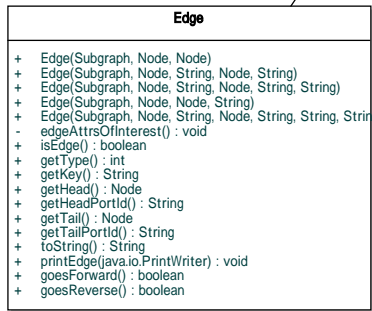 Edge
+ Edge(Subgraph, Node, Node)
+ Edge(Subgraph, Node, String, Node, String)
+ Edge(Subgraph, Node, String, Node, String, String)
+ Edge(Subgraph, Node, Node, String)
+ Edge(Subgraph, Node, String, Node, String, String, Strin
- edgeAttrsOfInterest() : void
+ isEdge() : boolean
+ getType() : int
+ getKey() : String
+ getHead() : Node
+ getHeadPortId() : String
+ getTail() : Node
+ getTailPortId() : String
+ toString() : String
+ printEdge(java.io.PrintWriter) : void
+ goesForward() : boolean
+ goesReverse() : boolean